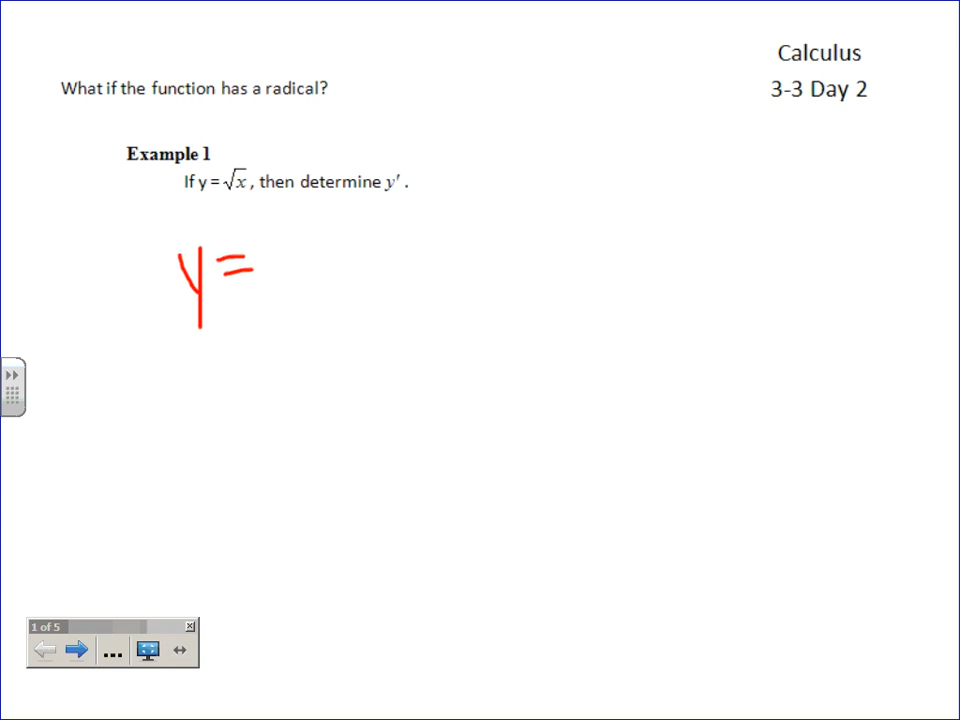 Calculus
3-3 Day 2
What if the function has a radical?
Example 1
If y = √x , then determine y′ .
y =
1 of 5